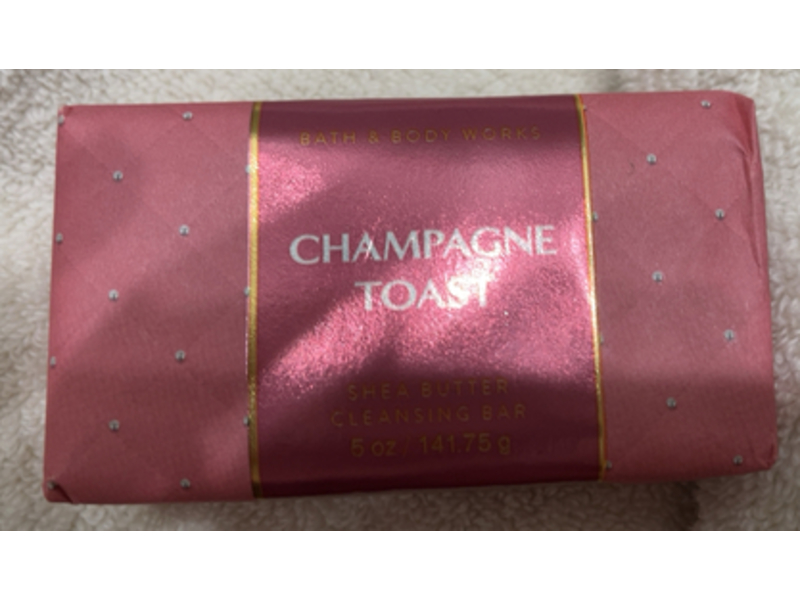 BATH & BODY WORKS
CHAMPAGNE
TOAST
SHEA BUTTER
CLEANSING BAR
5 oz / 141.75 g